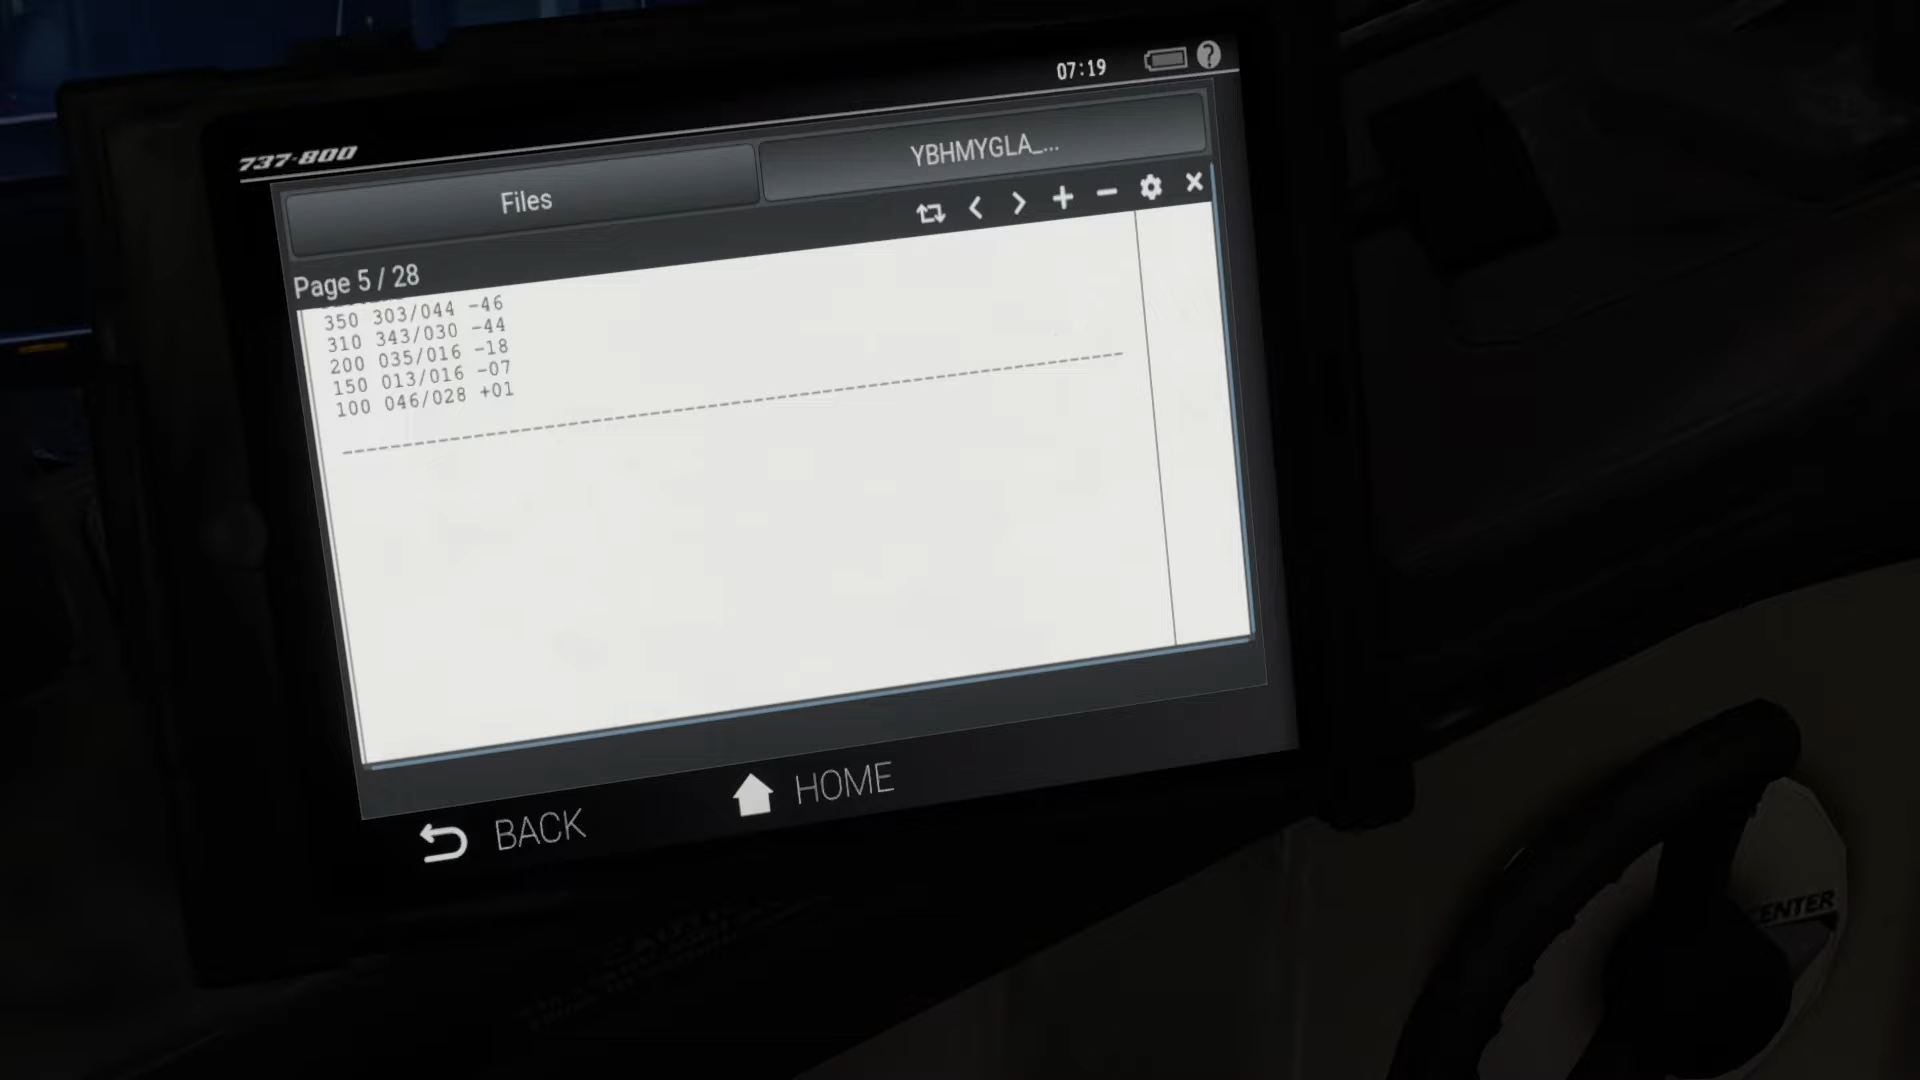 07:19
737-800
Files
YBHMYGLA_...
Page 5 / 28
350 303/044 -46
310 343/030 -44
200 035/016 -18
150 013/016 -07
100 046/028 +01
BACK
HOME
CENTER